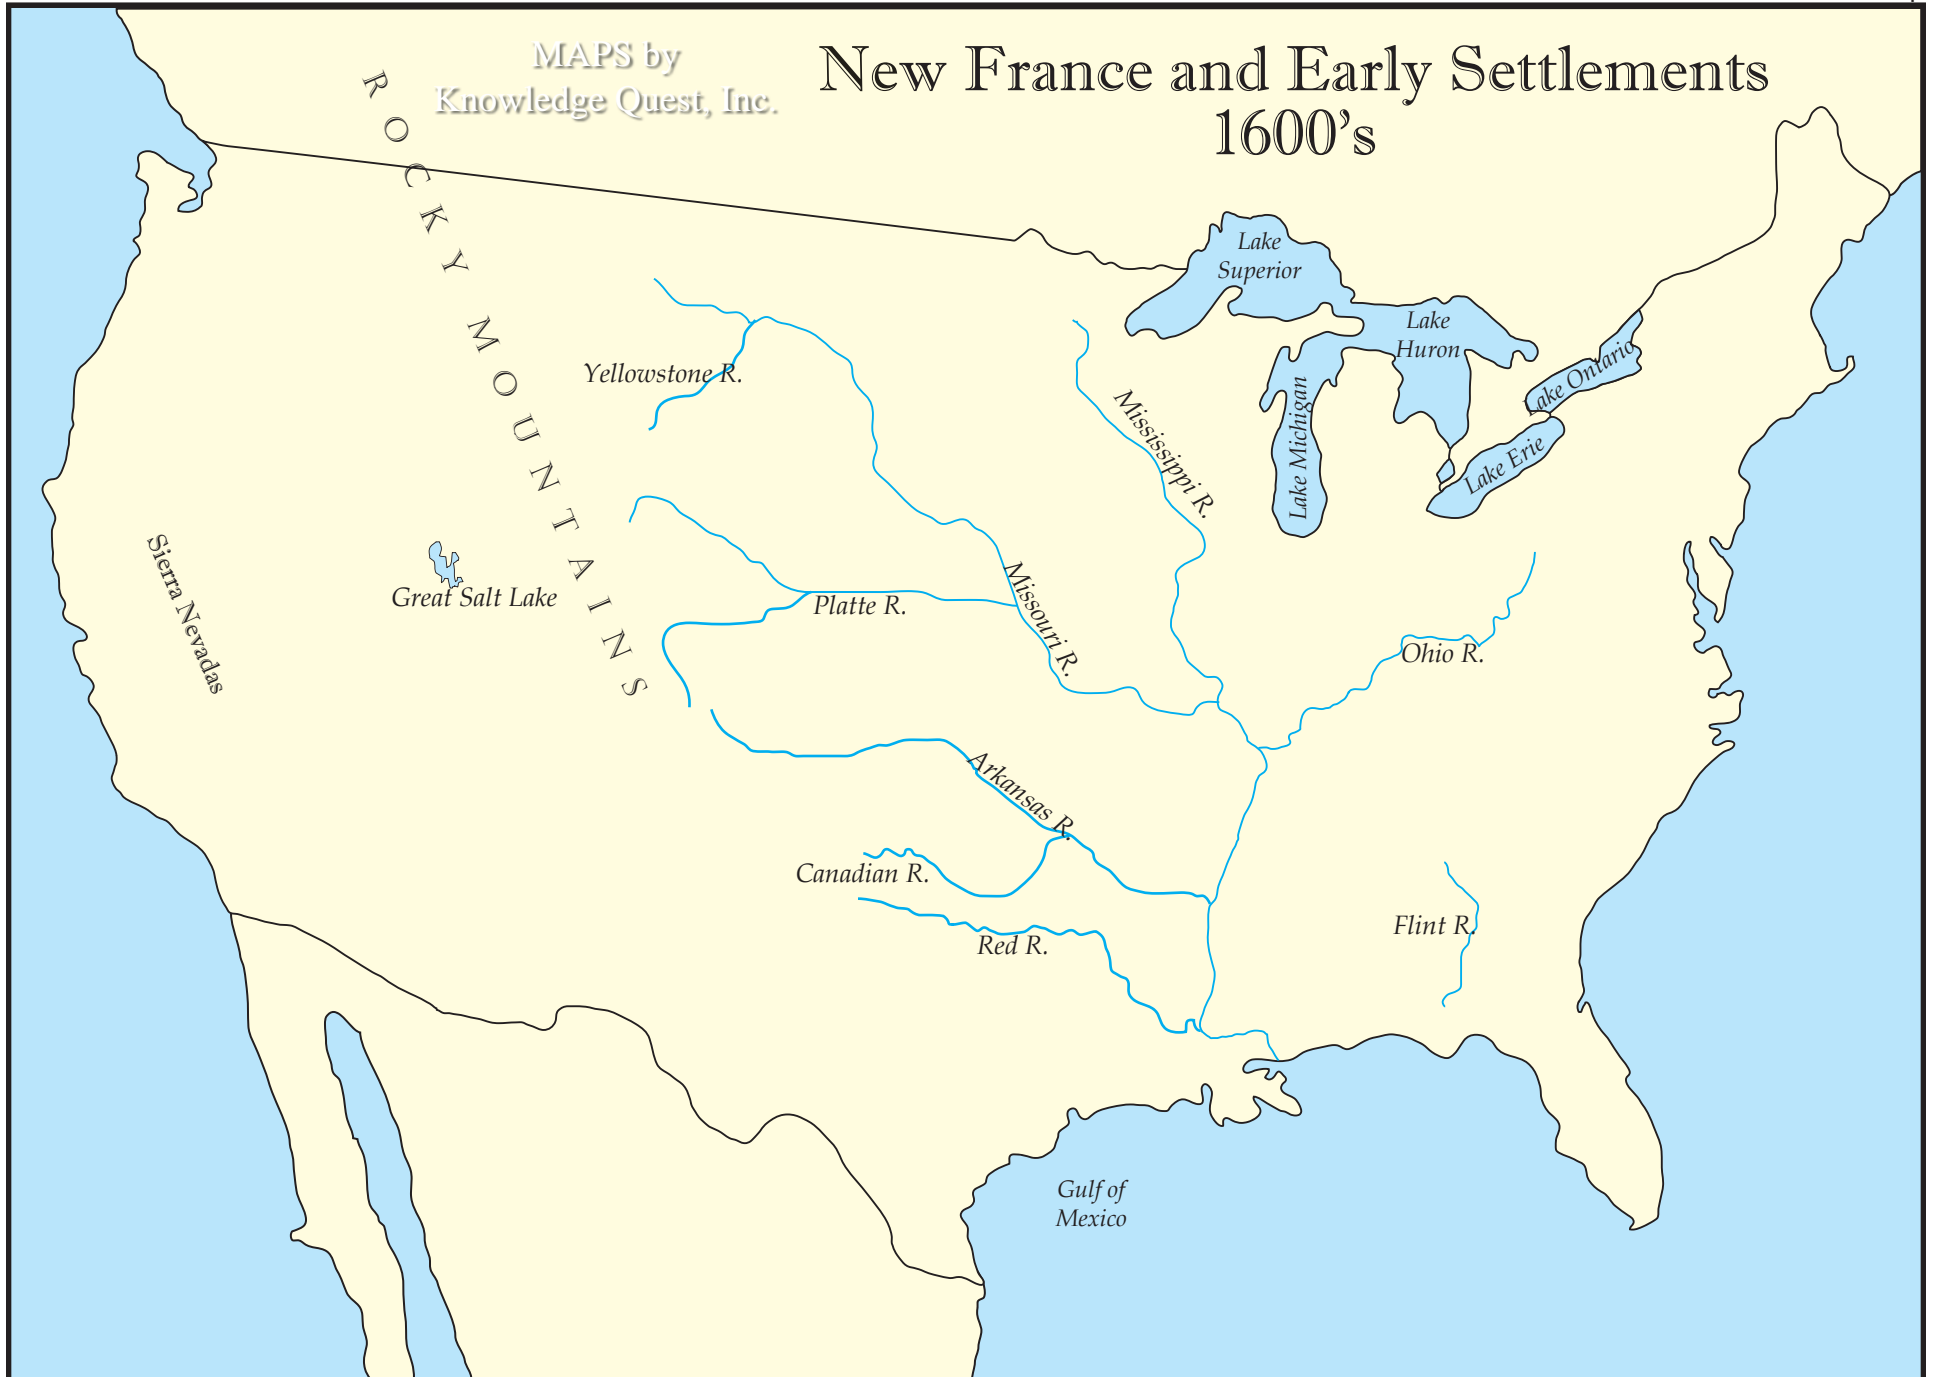 MAPS by
Knowledge Quest, Inc.
New France and Early Settlements
1600's
ROCKY MOUNTAINS
Lake
Superior
Lake
Huron
Lake Ontario
Lake Michigan
Lake Erie
Yellowstone R.
Mississippi R.
Sierra Nevadas
Great Salt Lake
Platte R.
Missouri R.
Ohio R.
Arkansas R.
Canadian R.
Red R.
Flint R.
Gulf of
Mexico